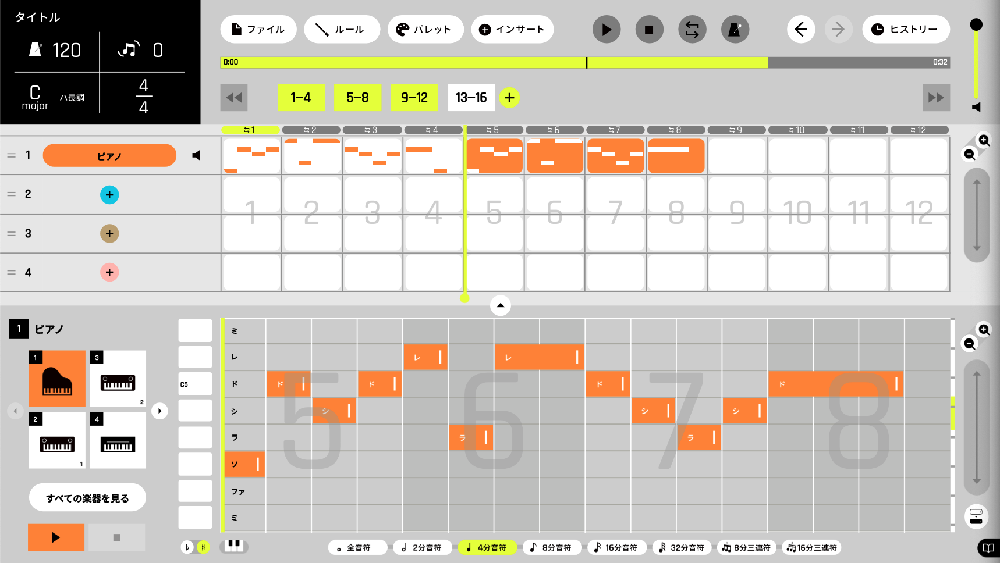 タイトル
120
0
C
major
ハ長調
4
4
ファイル
ルール
パレット
インサート
ヒストリー
0:00
0:32
1–4
5–8
9–12
13–16
1
2
3
4
5
6
7
8
9
10
11
12
1
ピアノ
2
3
4
1
2
3
4
5
6
7
8
9
10
11
12
1
ピアノ
1
3
2
2
1
4
すべての楽器を見る
C5
ミ
レ
レ
レ
ド
ド
ド
ド
ド
シ
シ
シ
シ
ラ
ラ
ラ
ソ
ファ
ミ
5
6
7
8
♭
♯
全音符
2分音符
4分音符
8分音符
16分音符
32分音符
8分三連符
16分三連符